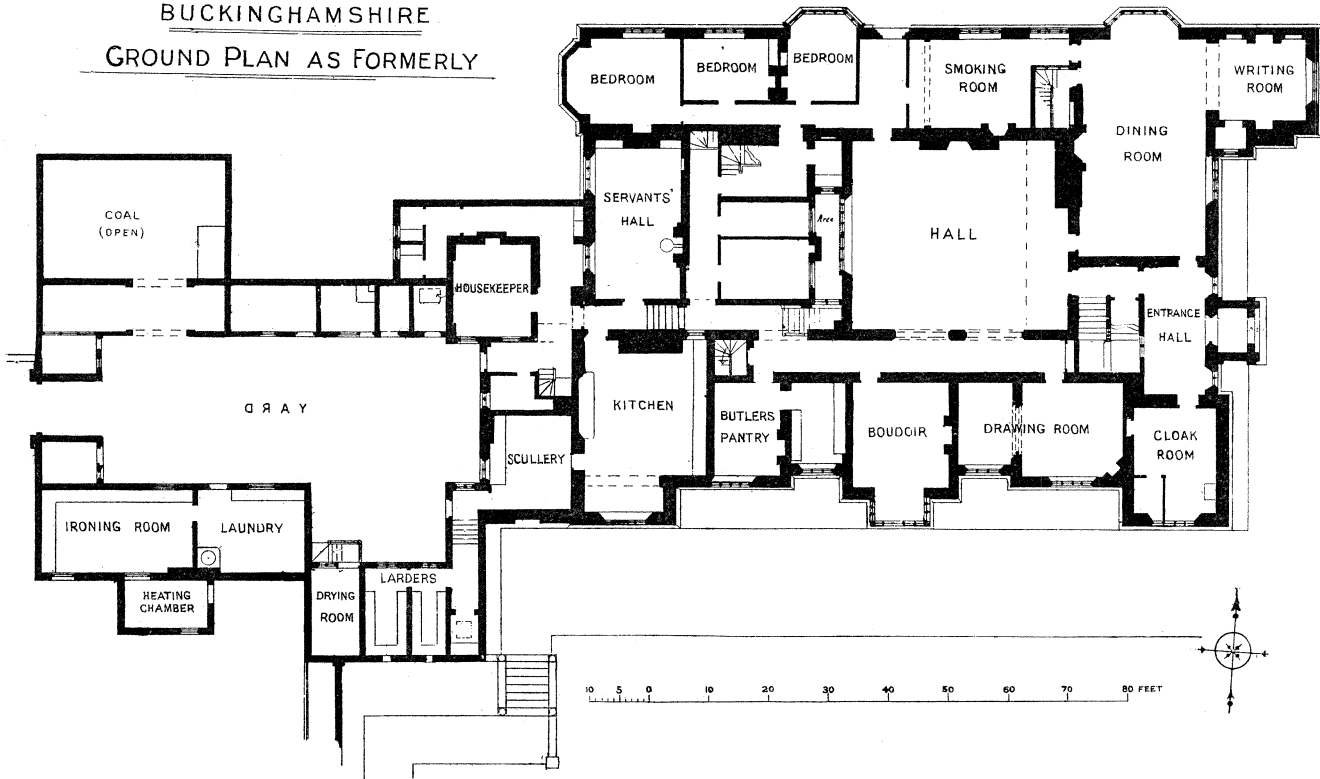 BUCKINGHAMSHIRE
GROUND PLAN AS FORMERLY
BEDROOM
BEDROOM
BEDROOM
SMOKING
ROOM
WRITING
ROOM
DINING
ROOM
COAL
(OPEN)
SERVANTS'
HALL
Area
HALL
HOUSEKEEPER
ENTRANCE
HALL
ᗡЯAY
KITCHEN
BUTLERS
PANTRY
BOUDOIR
DRAWING ROOM
CLOAK
ROOM
SCULLERY
IRONING ROOM
LAUNDRY
HEATING
CHAMBER
DRYING
ROOM
LARDERS
10 5 0 10 20 30 40 50 60 70 80 FEET